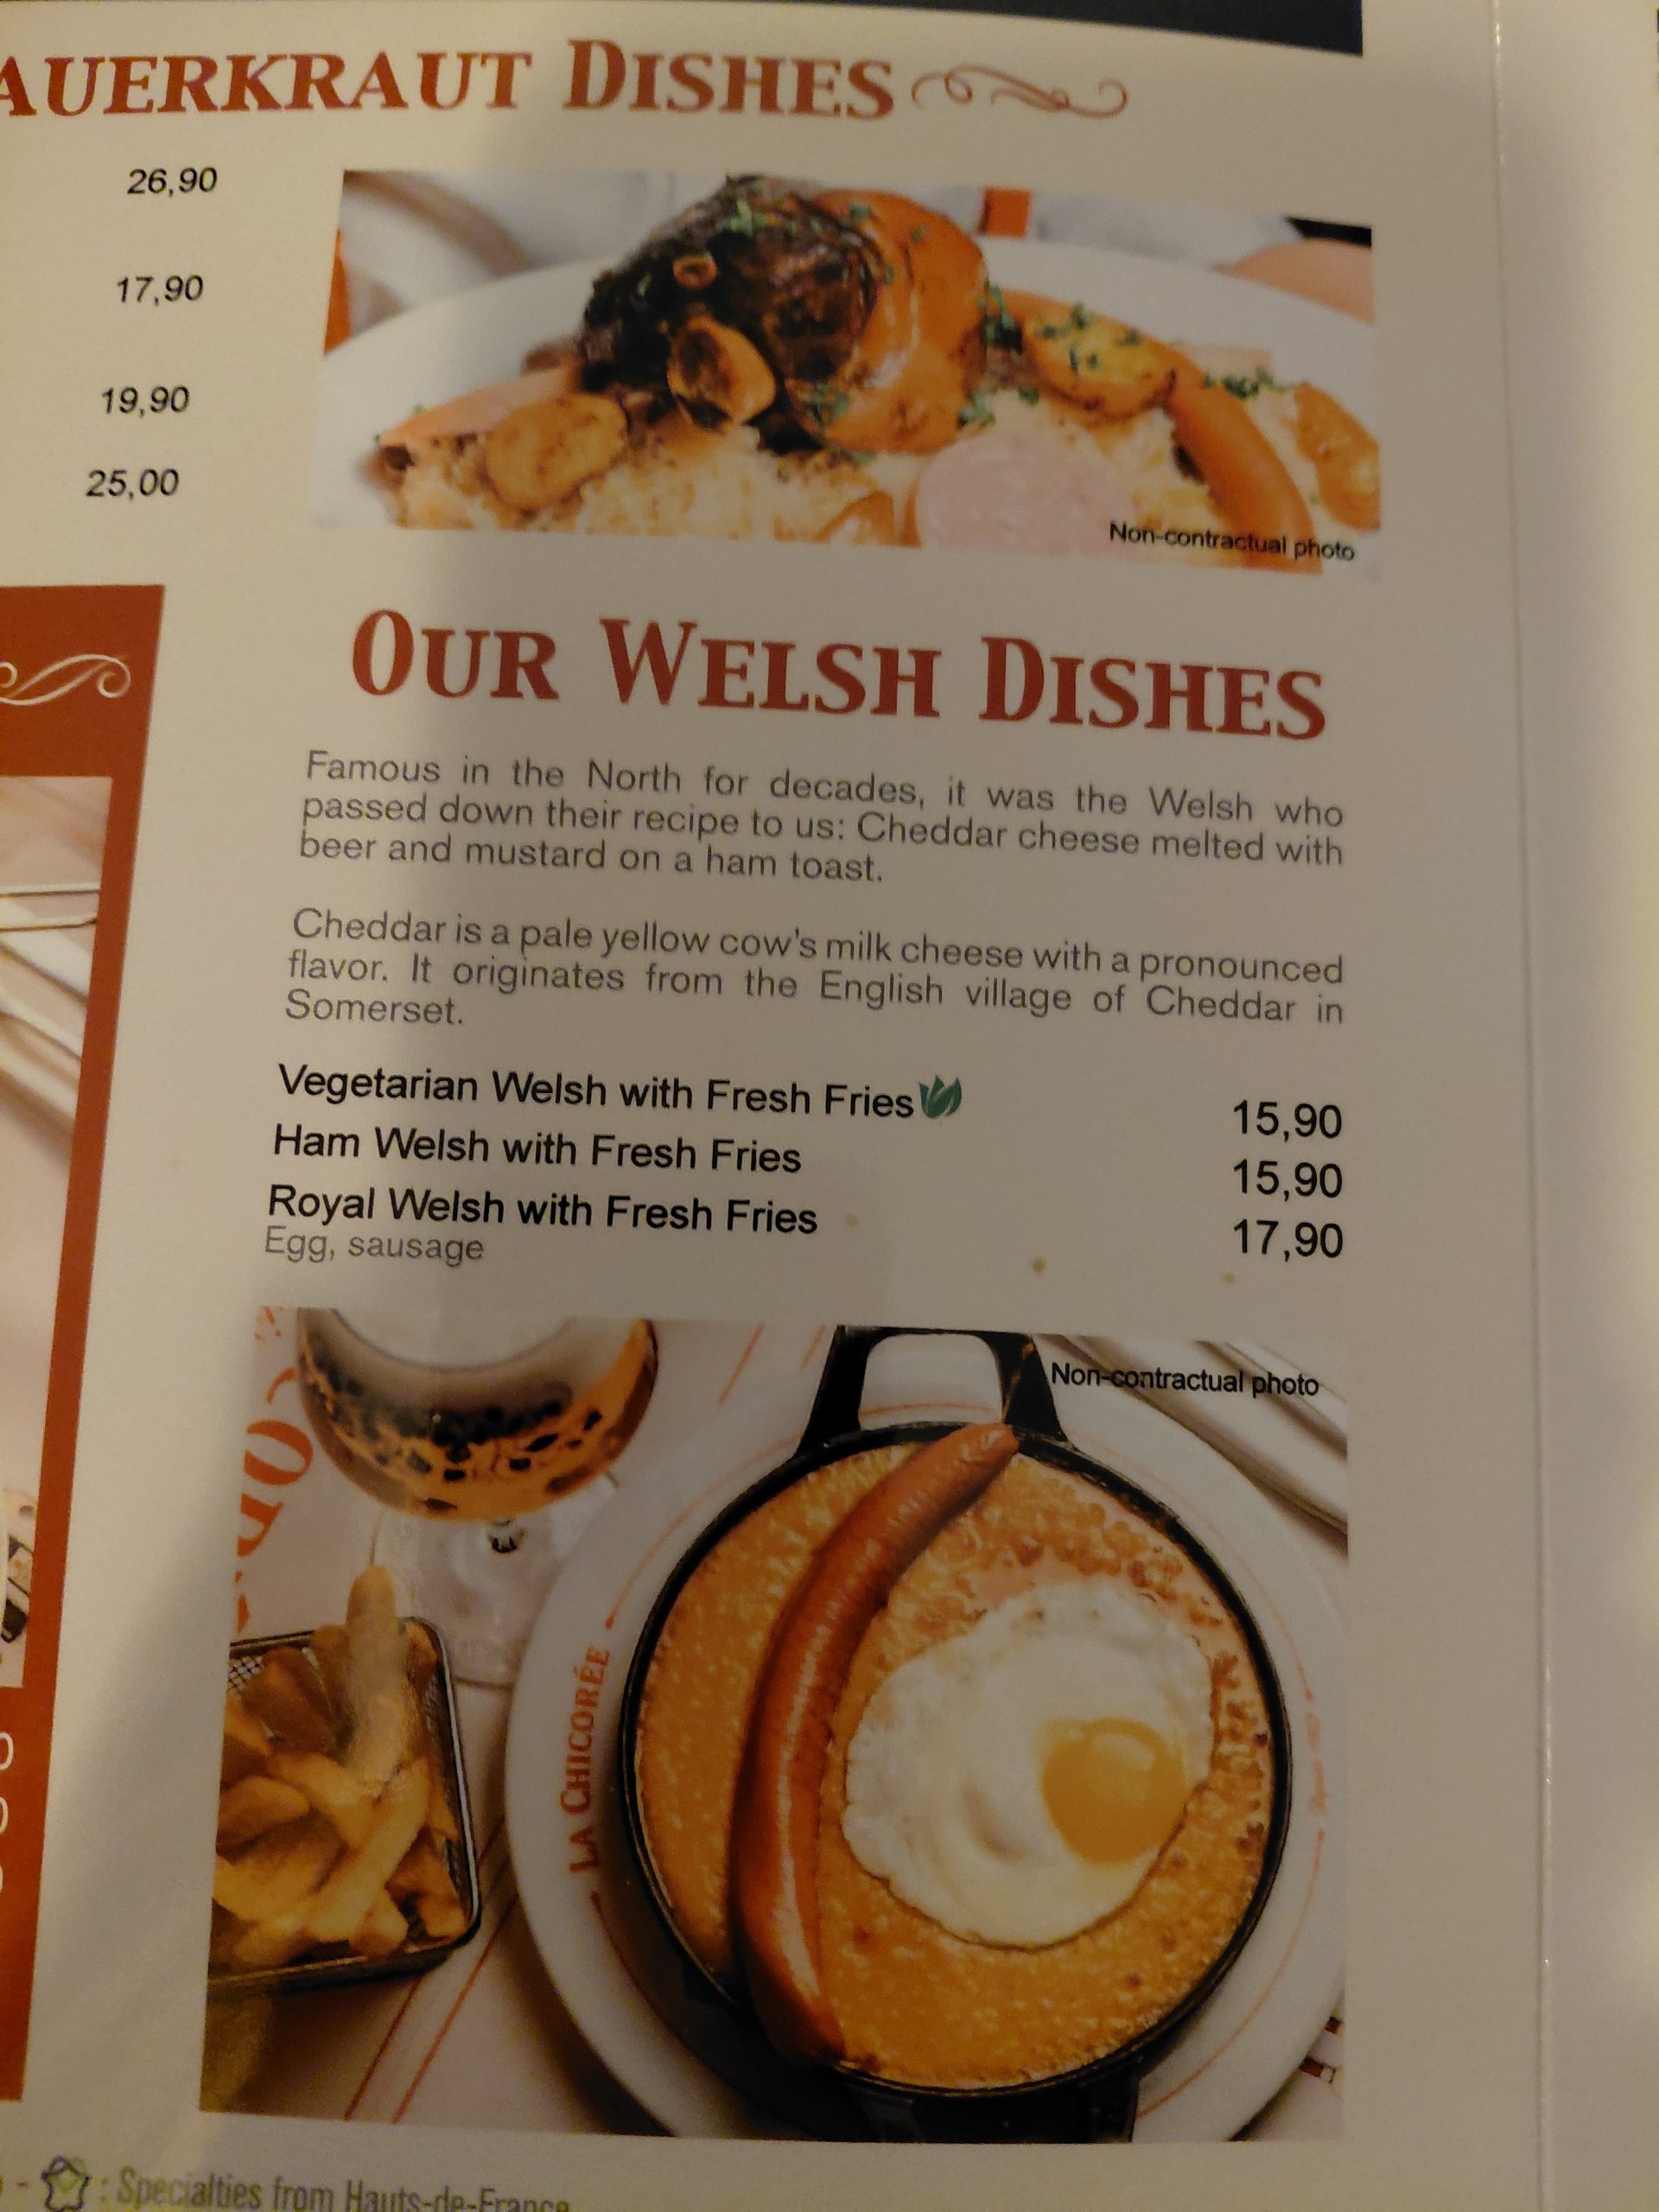 AUERKRAUT DISHES
26,90
17,90
19,90
25,00
Non-contractual photo
OUR WELSH DISHES
Famous in the North for decades, it was the Welsh who
passed down their recipe to us: Cheddar cheese melted with
beer and mustard on a ham toast.
Cheddar is a pale yellow cow's milk cheese with a pronounced
flavor. It originates from the English village of Cheddar in
Somerset.
Vegetarian Welsh with Fresh Fries 15,90
Ham Welsh with Fresh Fries 15,90
Royal Welsh with Fresh Fries 17,90
Egg, sausage
Non-contractual photo
LA CHICORÉE
: Specialties from Hauts-de-France